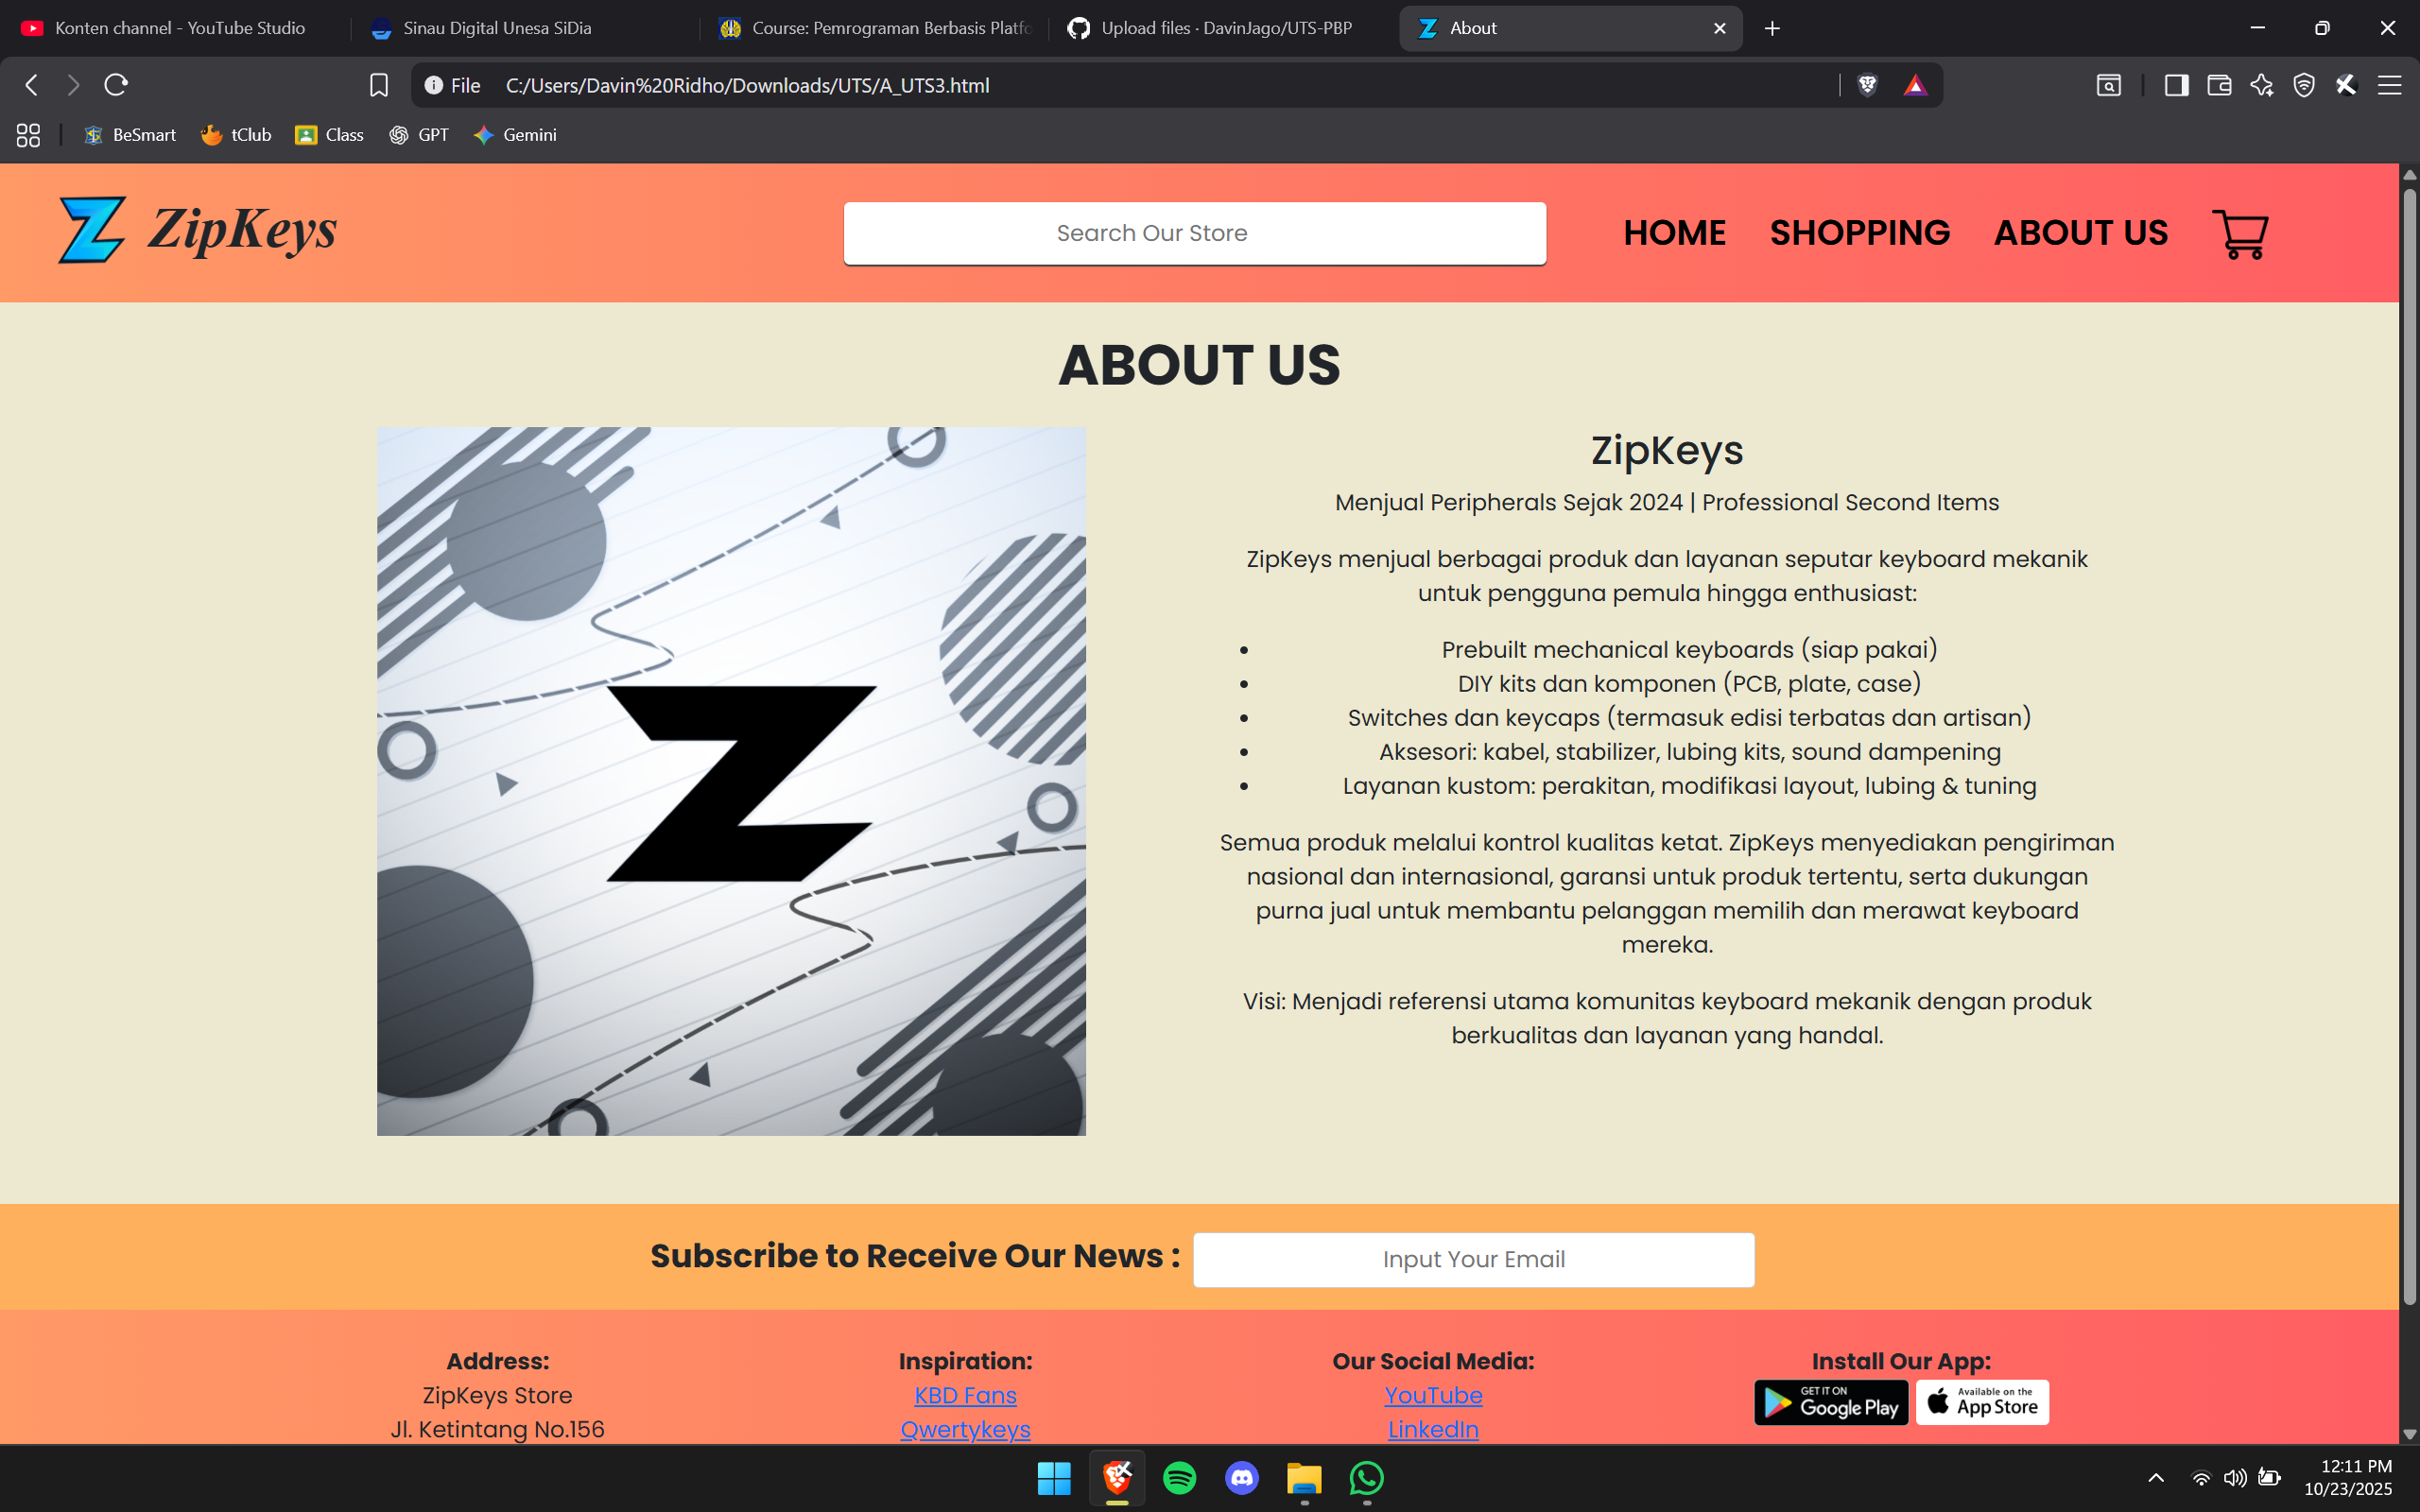 Konten channel - YouTube Studio
Sinau Digital Unesa SiDia
Course: Pemrograman Berbasis Platfo
Upload files · DavinJago/UTS-PBP
About
File C:/Users/Davin%20Ridho/Downloads/UTS/A_UTS3.html
BeSmart
tClub
Class
GPT
Gemini
ZipKeys
Search Our Store
HOME
SHOPPING
ABOUT US
ABOUT US
ZipKeys
Menjual Peripherals Sejak 2024 | Professional Second Items
ZipKeys menjual berbagai produk dan layanan seputar keyboard mekanik
untuk pengguna pemula hingga enthusiast:
• Prebuilt mechanical keyboards (siap pakai)
• DIY kits dan komponen (PCB, plate, case)
• Switches dan keycaps (termasuk edisi terbatas dan artisan)
• Aksesori: kabel, stabilizer, lubing kits, sound dampening
• Layanan kustom: perakitan, modifikasi layout, lubing & tuning
Semua produk melalui kontrol kualitas ketat. ZipKeys menyediakan pengiriman
nasional dan internasional, garansi untuk produk tertentu, serta dukungan
purna jual untuk membantu pelanggan memilih dan merawat keyboard
mereka.
Visi: Menjadi referensi utama komunitas keyboard mekanik dengan produk
berkualitas dan layanan yang handal.
Subscribe to Receive Our News :
Input Your Email
Address:
ZipKeys Store
Jl. Ketintang No.156
Inspiration:
KBD Fans
Qwertykeys
Our Social Media:
YouTube
LinkedIn
Install Our App:
GET IT ON
Google Play
Available on the
App Store
12:11 PM
10/23/2025